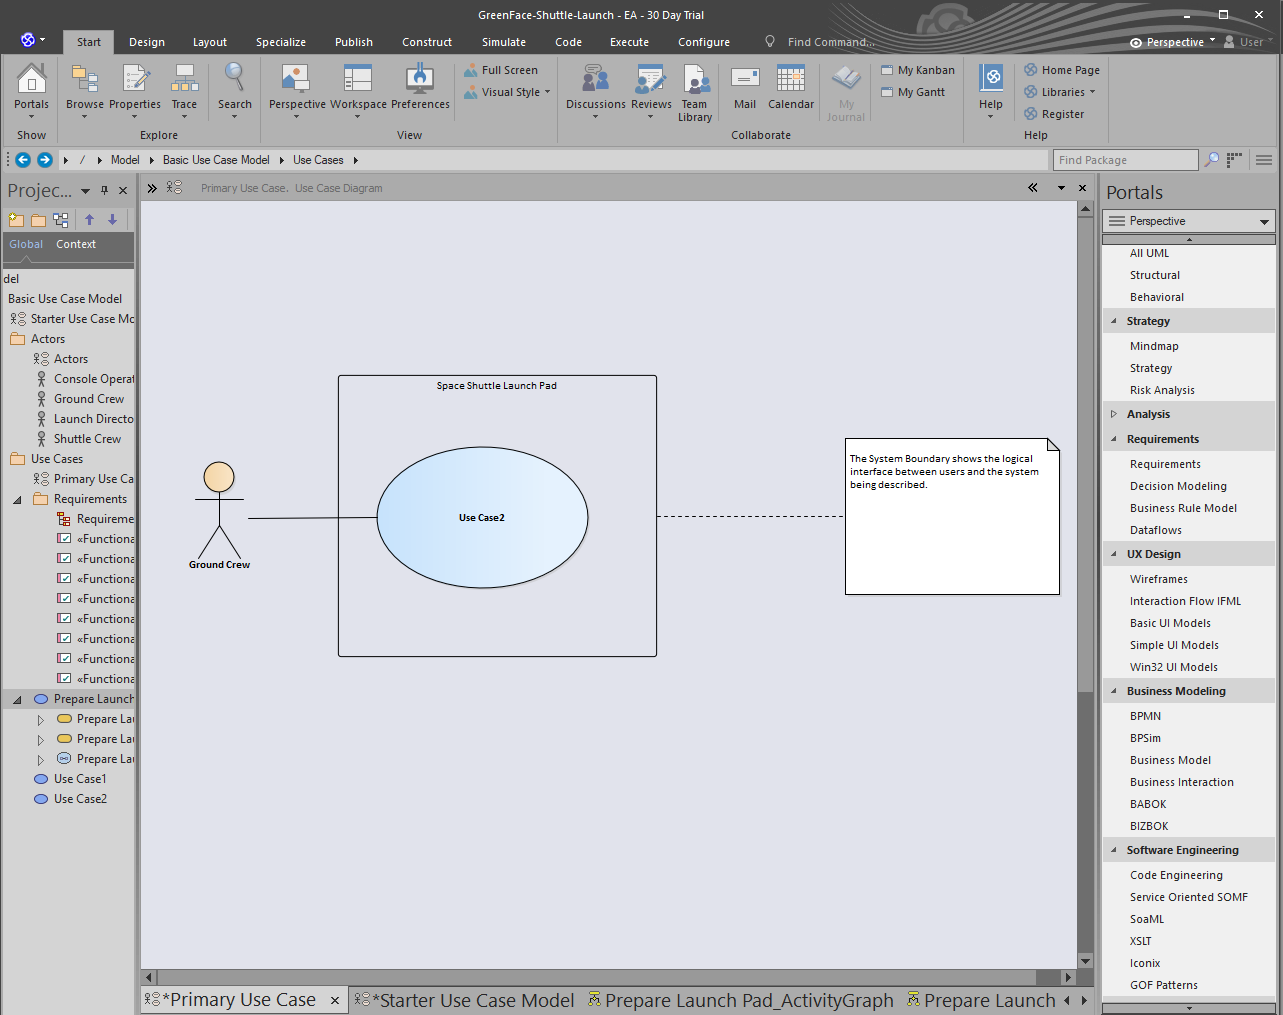 GreenFace-Shuttle-Launch - EA - 30 Day Trial
Start Design Layout Specialize Publish Construct Simulate Code Execute Configure Find Command... Perspective User
Portals Browse Properties Trace Search Perspective Workspace Preferences Full Screen Visual Style Discussions Reviews Team Library Mail Calendar My Journal My Kanban My Gantt Help Home Page Libraries Register
Show Explore View Collaborate Help
/ Model Basic Use Case Model Use Cases Find Package
Projec...
Global Context
del
Basic Use Case Model
Starter Use Case Mo
Actors
Actors
Console Operat
Ground Crew
Launch Directo
Shuttle Crew
Use Cases
Primary Use Ca
Requirements
Requireme
«Functiona
«Functiona
«Functiona
«Functiona
«Functiona
«Functiona
«Functiona
«Functiona
Prepare Launch
Prepare Lau
Prepare Lau
Prepare Lau
Use Case1
Use Case2
Primary Use Case. Use Case Diagram
Space Shuttle Launch Pad
Use Case2
Ground Crew
The System Boundary shows the logical
interface between users and the system
being described.
*Primary Use Case *Starter Use Case Model Prepare Launch Pad_ActivityGraph Prepare Launch
Portals
Perspective
All UML
Structural
Behavioral
Strategy
Mindmap
Strategy
Risk Analysis
Analysis
Requirements
Requirements
Decision Modeling
Business Rule Model
Dataflows
UX Design
Wireframes
Interaction Flow IFML
Basic UI Models
Simple UI Models
Win32 UI Models
Business Modeling
BPMN
BPSim
Business Model
Business Interaction
BABOK
BIZBOK
Software Engineering
Code Engineering
Service Oriented SOMF
SoaML
XSLT
Iconix
GOF Patterns